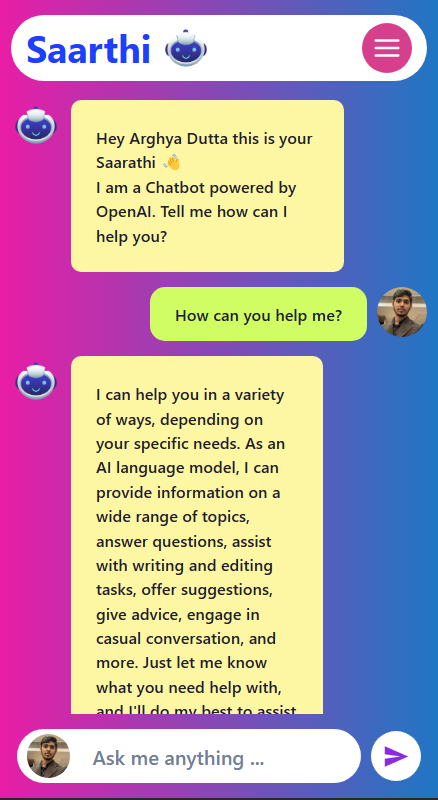 Saarthi
Hey Arghya Dutta this is your
Saarathi 👋
I am a Chatbot powered by
OpenAI. Tell me how can I
help you?
How can you help me?
I can help you in a variety
of ways, depending on
your specific needs. As an
AI language model, I can
provide information on a
wide range of topics,
answer questions, assist
with writing and editing
tasks, offer suggestions,
give advice, engage in
casual conversation, and
more. Just let me know
what you need help with,
and I'll do my best to assist
Ask me anything ...